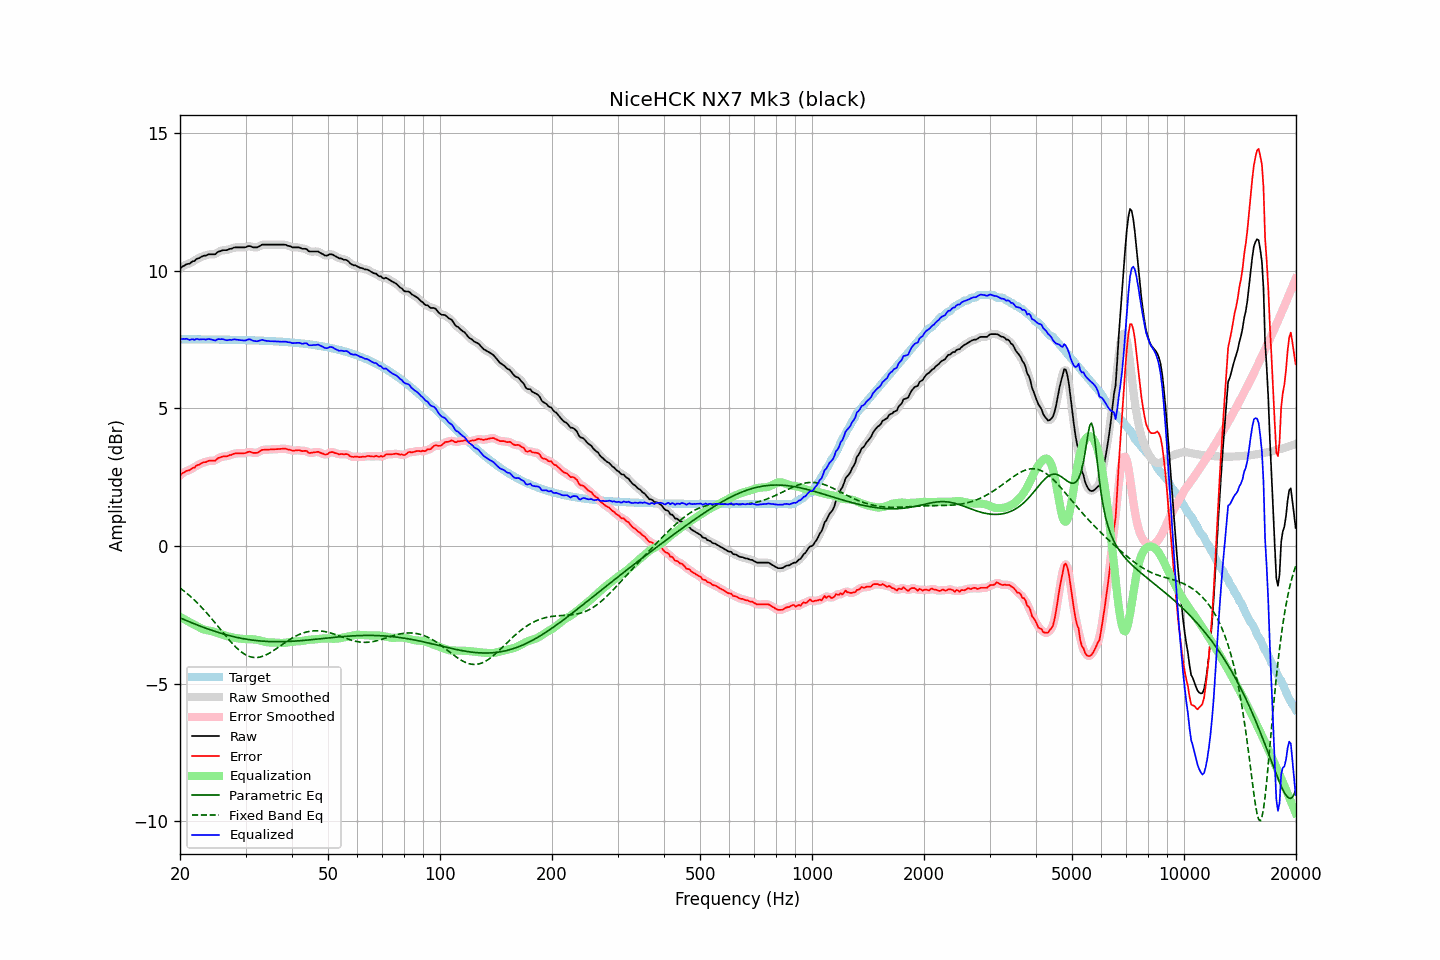 NiceHCK NX7 Mk3 (black)
15
10
5
0
−5
−10
Amplitude (dBr)
Target
Raw Smoothed
Error Smoothed
Raw
Error
Equalization
Parametric Eq
Fixed Band Eq
Equalized
20 50 100 200 500 1000 2000 5000 10000 20000
Frequency (Hz)